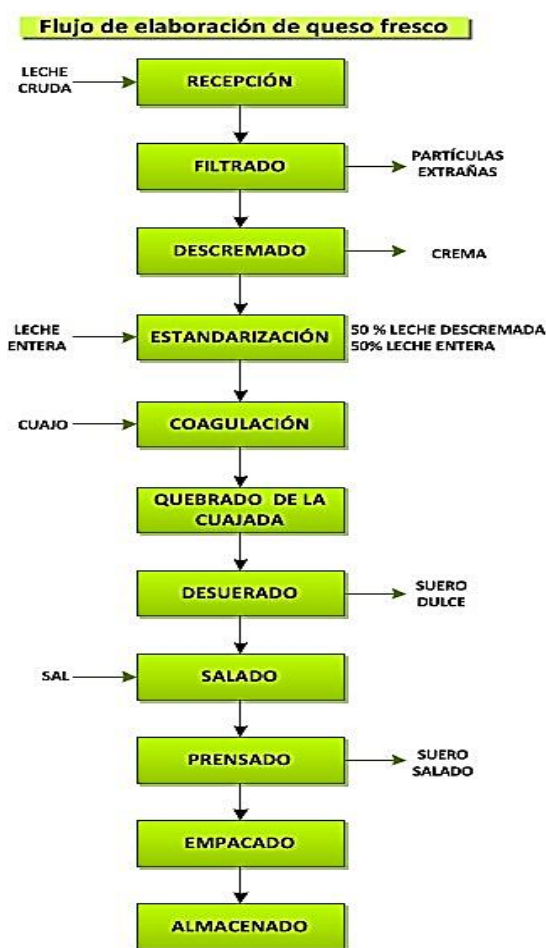 Flujo de elaboración de queso fresco
LECHE
CRUDA
RECEPCIÓN
FILTRADO
PARTÍCULAS
EXTRAÑAS
DESCREMADO
CREMA
LECHE
ENTERA
ESTANDARIZACIÓN
50 % LECHE DESCREMADA
50% LECHE ENTERA
CUAJO
COAGULACIÓN
QUEBRADO DE LA
CUAJADA
DESUERADO
SUERO
DULCE
SAL
SALADO
PRENSADO
SUERO
SALADO
EMPACADO
ALMACENADO